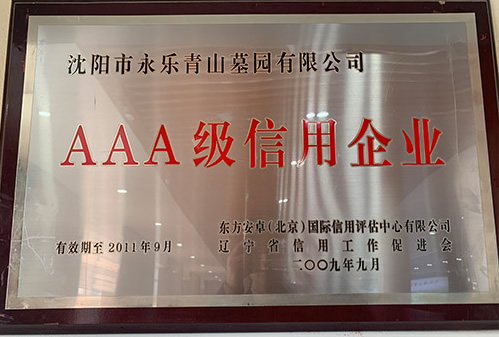 沈阳市永乐青山墓园有限公司
AAA级信用企业
东方安卓(北京)国际信用评估中心有限公司
有效期至2011年9月
辽宁省信用工作促进会
二〇〇九年九月